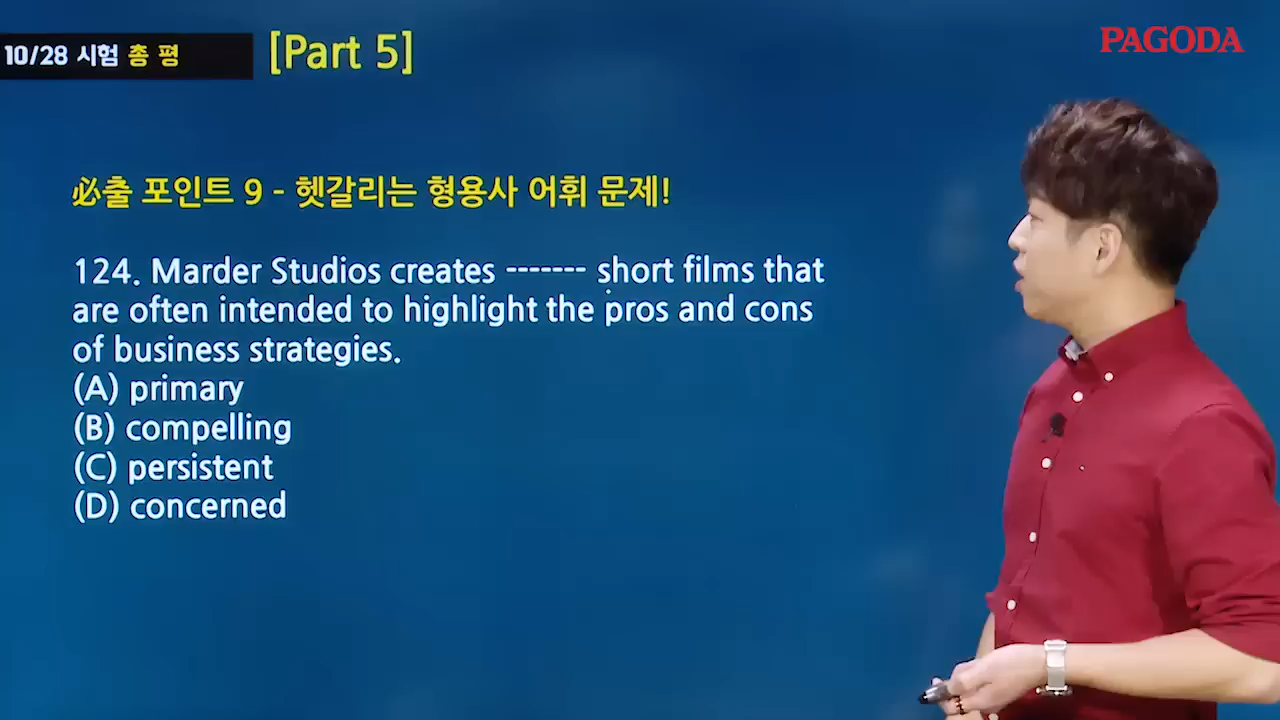 10/28 시험 총 평
[Part 5]
PAGODA
必출 포인트 9 - 헷갈리는 형용사 어휘 문제!
124. Marder Studios creates ------- short films that
are often intended to highlight the pros and cons
of business strategies.
(A) primary
(B) compelling
(C) persistent
(D) concerned